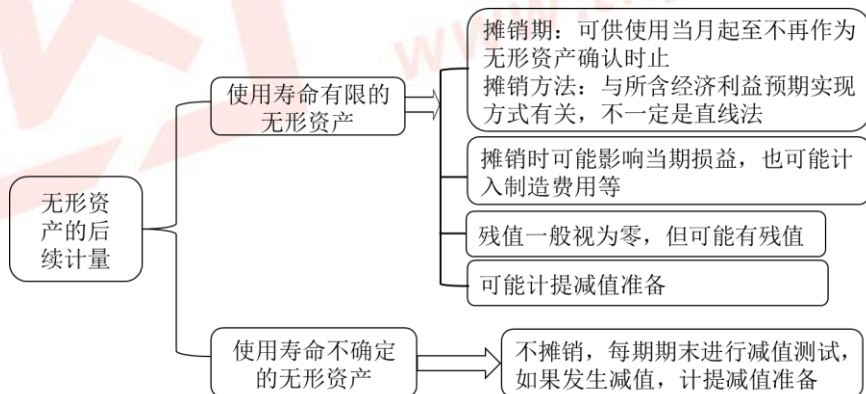 摊销期：可供使用当月起至不再作为
无形资产确认时止
摊销方法：与所含经济利益预期实现
方式有关，不一定是直线法
使用寿命有限的
无形资产
摊销时可能影响当期损益，也可能计
入制造费用等
无形资
产的后
续计量
残值一般视为零，但可能有残值
可能计提减值准备
使用寿命不确定
的无形资产
不摊销，每期期末进行减值测试，
如果发生减值，计提减值准备